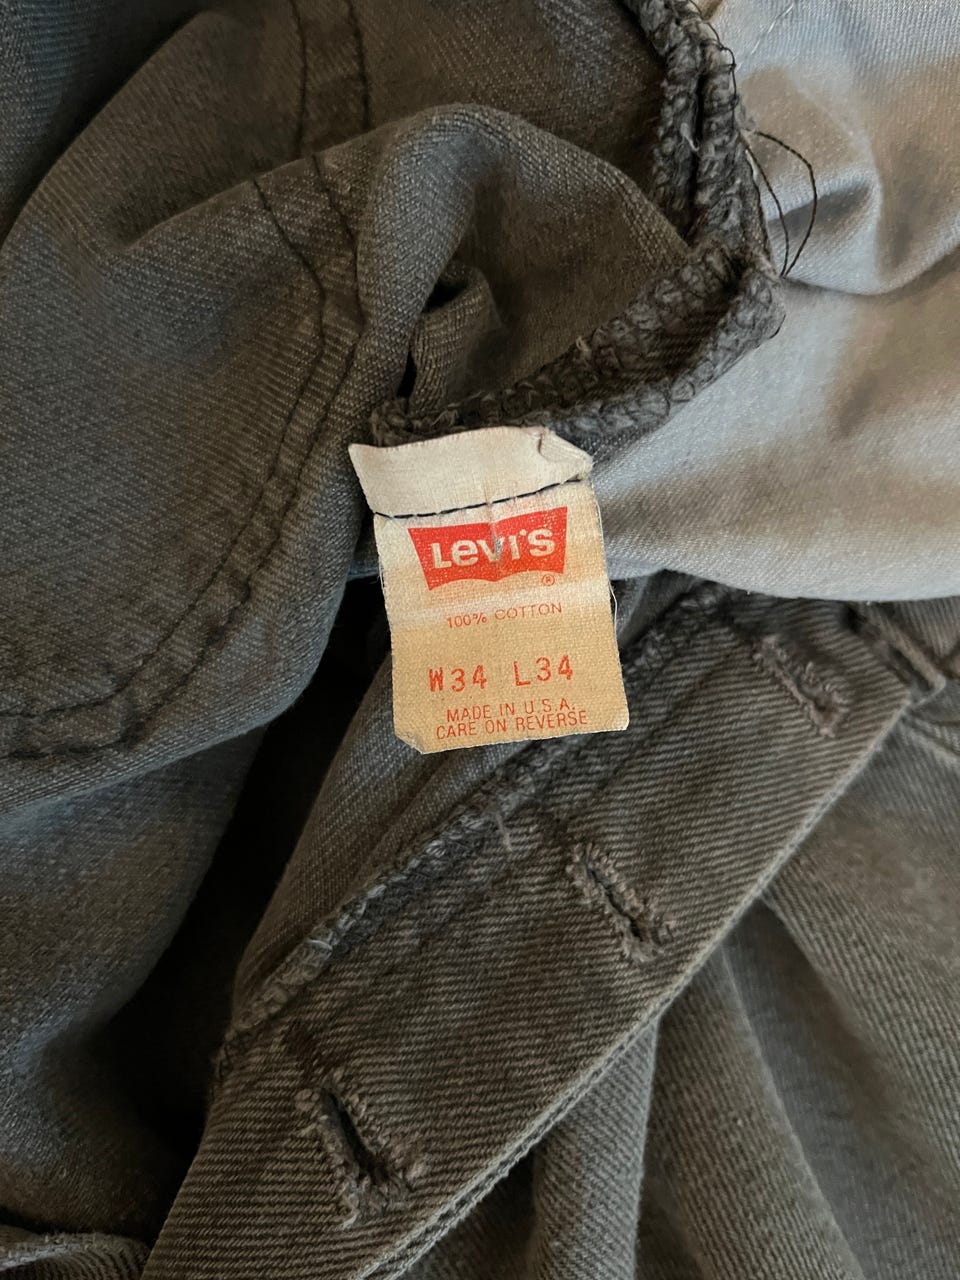 Levi's
®
100% COTTON
W34 L34
MADE IN U.S.A.
CARE ON REVERSE